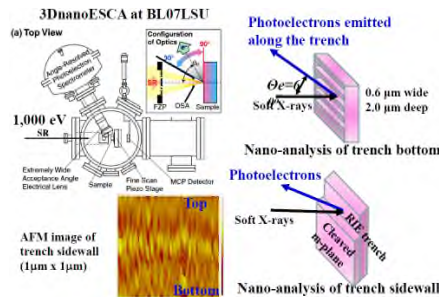 3DnanoESCA at BL07LSU
(a) Top View
Angle-Resolved
Photoelectron
Spectrometer
Configuration
of Optics
90°
FZP
OSA
Sample
1,000 eV
SR
Extremely Wide
Acceptance Angle
Electrical Lens
Sample
Fine Scan
Piezo Stage
MCP Detector
AFM image of
trench sidewall
(1μm x 1μm)
Top
Bottom
Photoelectrons emitted
along the trench
Soft X-rays
0.6 μm wide
2.0 μm deep
Nano-analysis of trench bottom
Photoelectrons
Soft X-rays
RIE trench
Cleaved
m-plane
Nano-analysis of trench sidewall